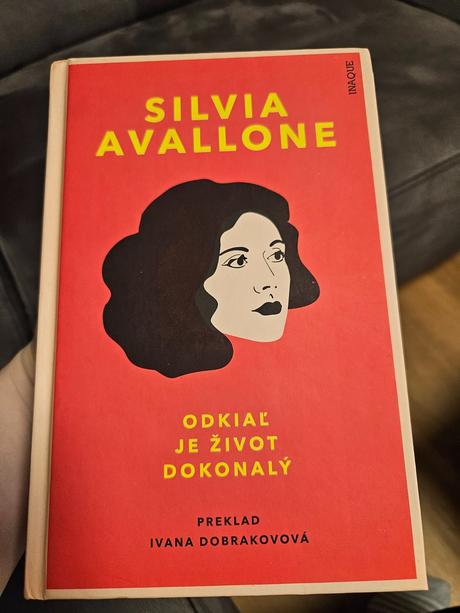 INAQUE
SILVIA
AVALLONE
ODKIAĽ
JE ŽIVOT
DOKONALÝ
PREKLAD
IVANA DOBRAKOVOVÁ